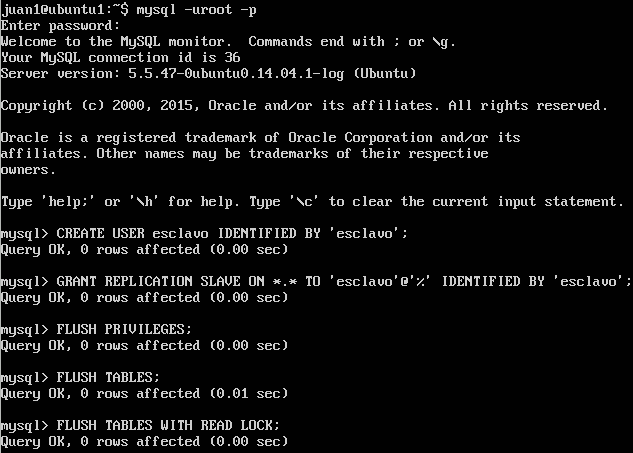 juan1@ubuntu1:~$ mysql -uroot -p
Enter password:
Welcome to the MySQL monitor.  Commands end with ; or \g.
Your MySQL connection id is 36
Server version: 5.5.47-0ubuntu0.14.04.1-log (Ubuntu)
Copyright (c) 2000, 2015, Oracle and/or its affiliates. All rights reserved.
Oracle is a registered trademark of Oracle Corporation and/or its
affiliates. Other names may be trademarks of their respective
owners.
Type 'help;' or '\h' for help. Type '\c' to clear the current input statement.
mysql> CREATE USER esclavo IDENTIFIED BY 'esclavo';
Query OK, 0 rows affected (0.00 sec)
mysql> GRANT REPLICATION SLAVE ON *.* TO 'esclavo'@'%' IDENTIFIED BY 'esclavo';
Query OK, 0 rows affected (0.00 sec)
mysql> FLUSH PRIVILEGES;
Query OK, 0 rows affected (0.00 sec)
mysql> FLUSH TABLES;
Query OK, 0 rows affected (0.01 sec)
mysql> FLUSH TABLES WITH READ LOCK;
Query OK, 0 rows affected (0.00 sec)